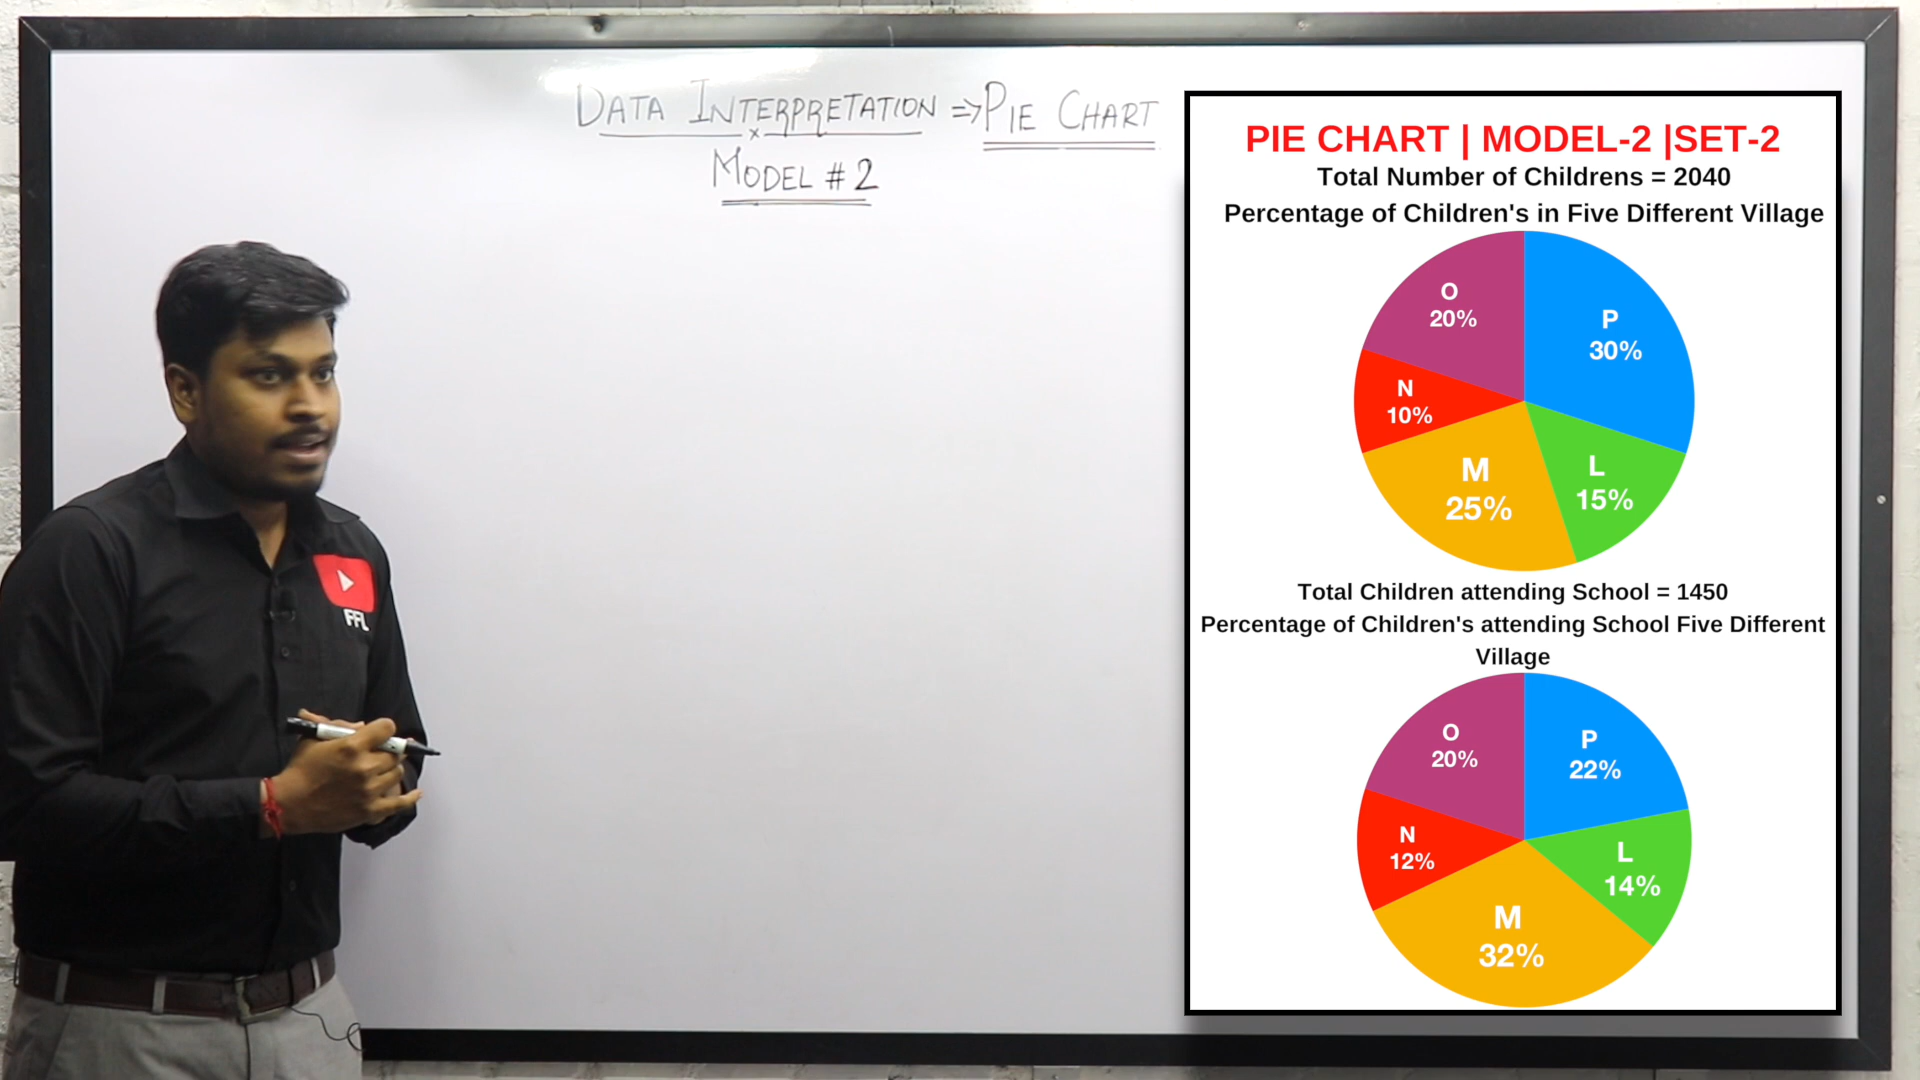 DATA INTERPRETATION => PIE CHART
MODEL # 2
PIE CHART | MODEL-2 |SET-2
Total Number of Childrens = 2040
Percentage of Children's in Five Different Village
O
20%
P
30%
N
10%
M
25%
L
15%
Total Children attending School = 1450
Percentage of Children's attending School Five Different
Village
O
20%
P
22%
N
12%
L
14%
M
32%
FFL